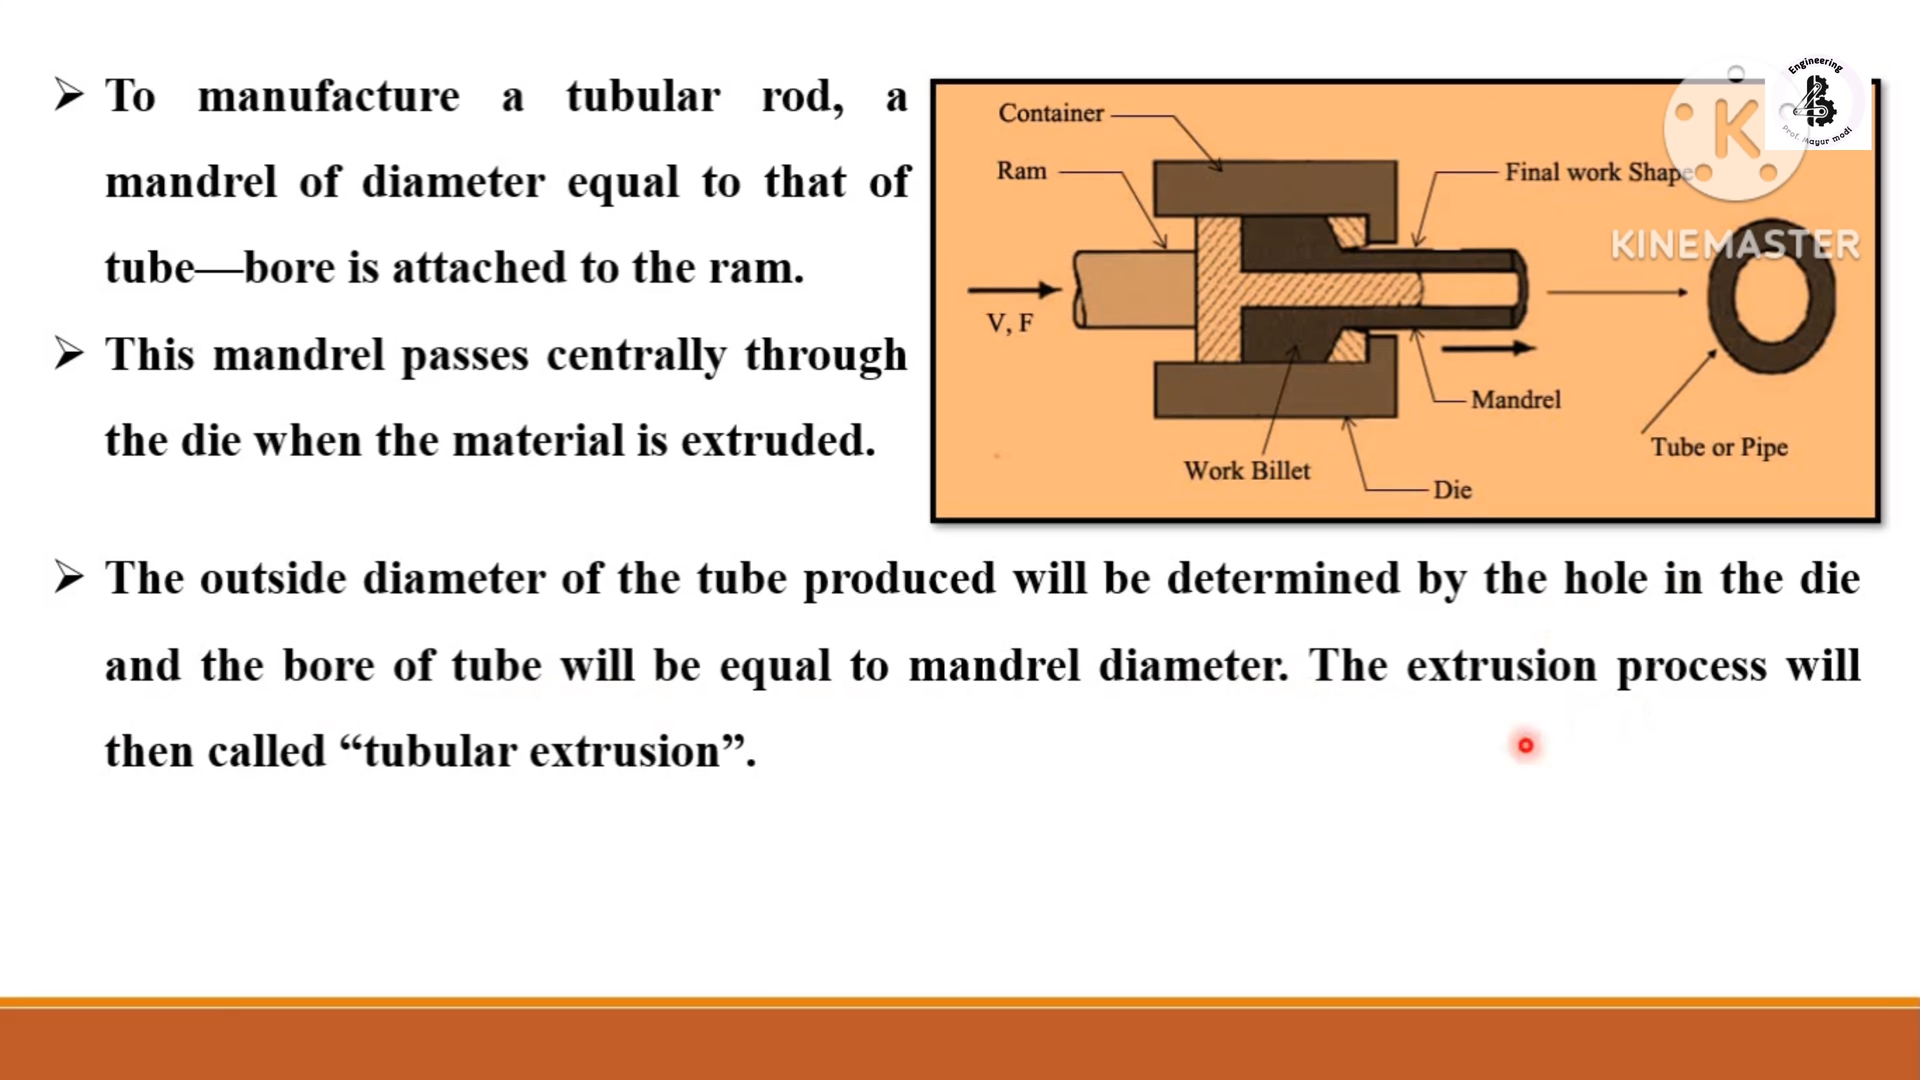 To manufacture a tubular rod, a
mandrel of diameter equal to that of
tube—bore is attached to the ram.
This mandrel passes centrally through
the die when the material is extruded.
Container
Ram
V, F
Final work Shape
Mandrel
Work Billet
Die
Tube or Pipe
K
KINEMASTER
Engineering
Prof. Mayur modi
The outside diameter of the tube produced will be determined by the hole in the die
and the bore of tube will be equal to mandrel diameter. The extrusion process will
then called “tubular extrusion”.